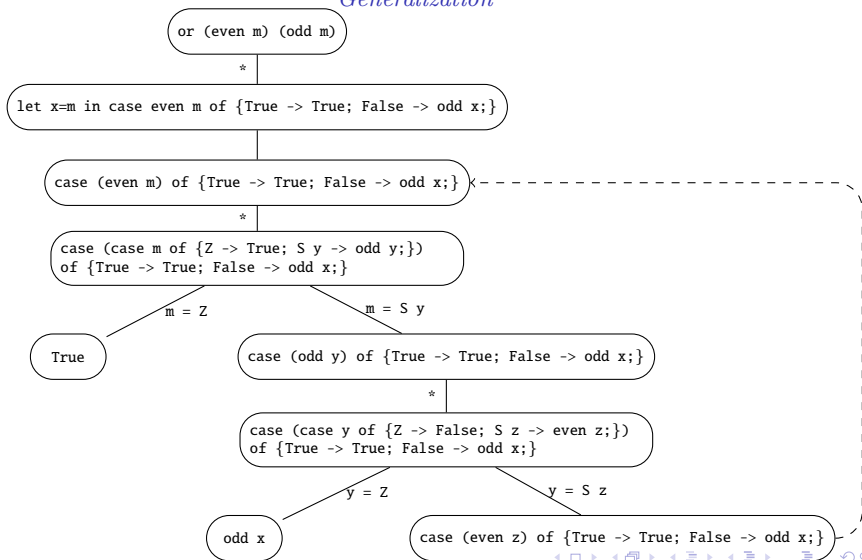 Generalization
or (even m) (odd m)
*
let x=m in case even m of {True -> True; False -> odd x;}
case (even m) of {True -> True; False -> odd x;}
*
case (case m of {Z -> True; S y -> odd y;})
of {True -> True; False -> odd x;}
m = Z
m = S y
True
case (odd y) of {True -> True; False -> odd x;}
*
case (case y of {Z -> False; S z -> even z;})
of {True -> True; False -> odd x;}
y = Z
y = S z
odd x
case (even z) of {True -> True; False -> odd x;}